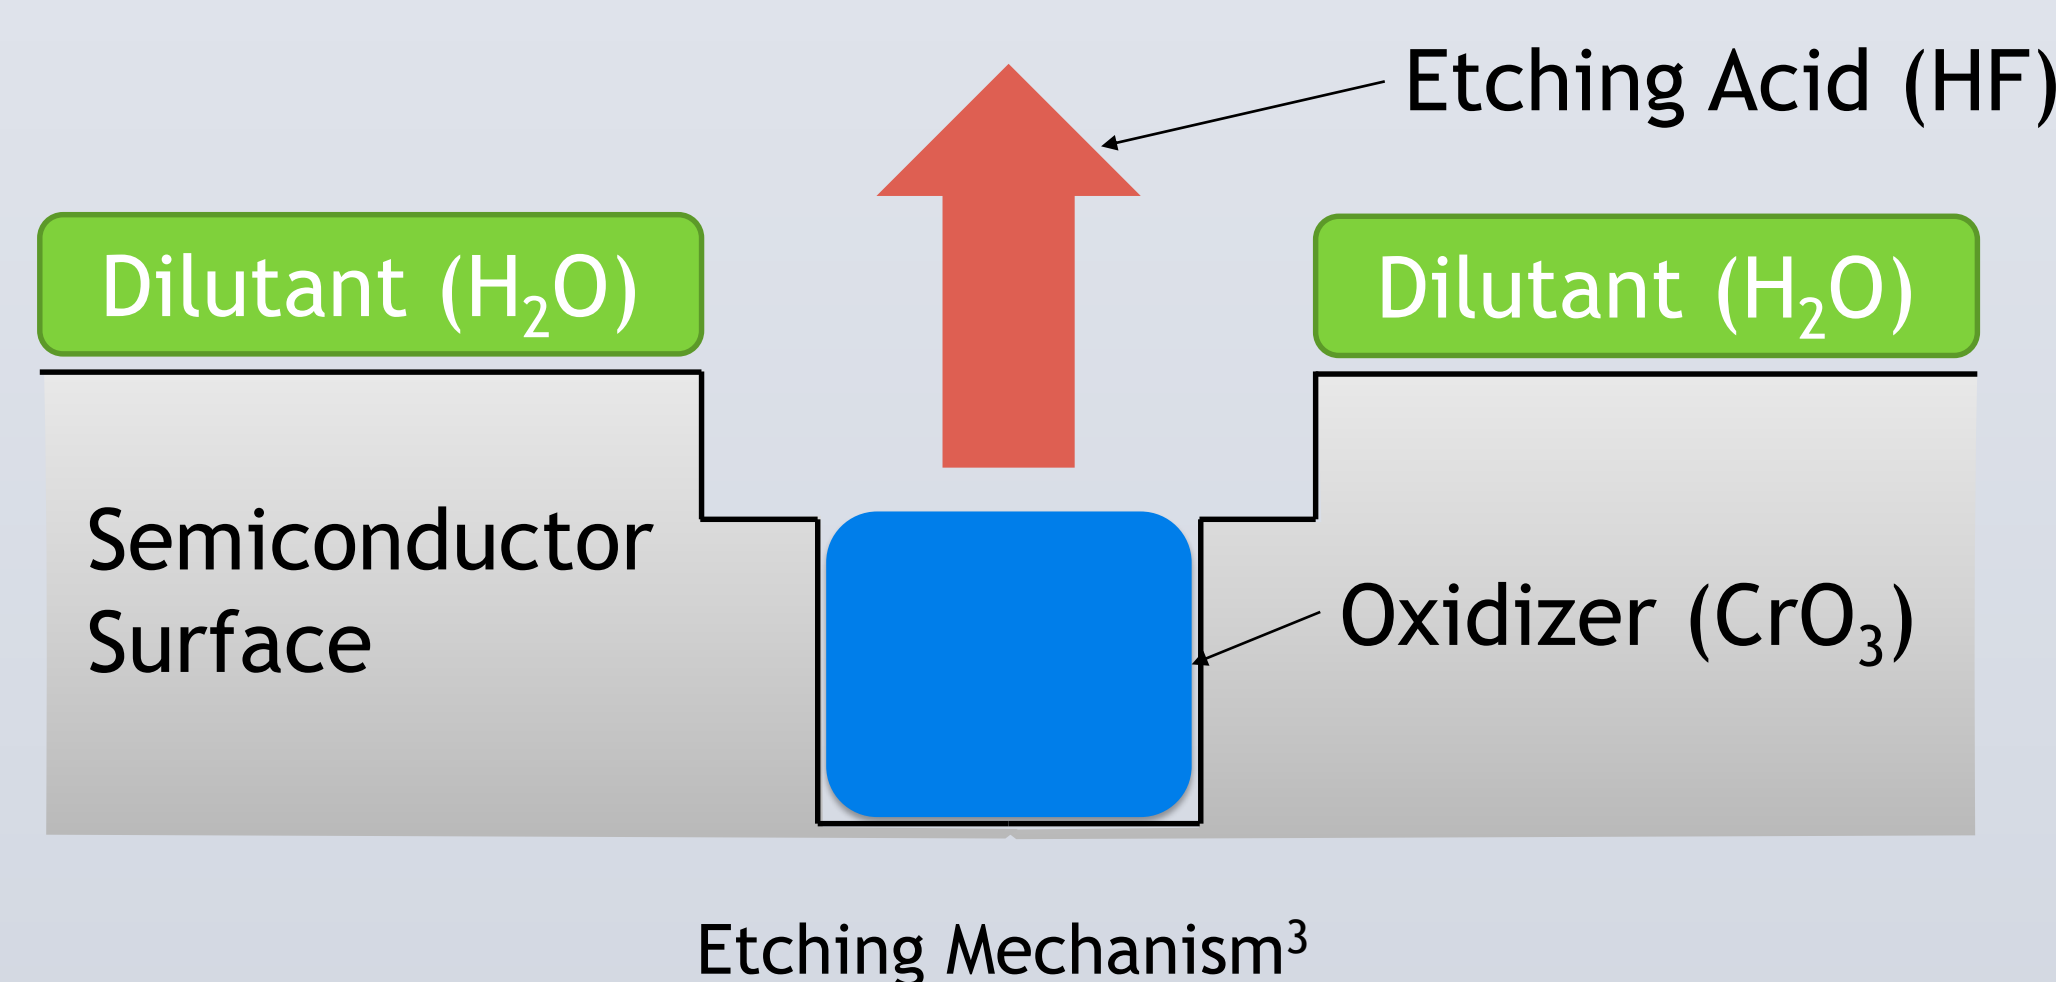 Etching Acid (HF)
Dilutant (H₂O)
Dilutant (H₂O)
Semiconductor
Surface
Oxidizer (CrO₃)
Etching Mechanism³